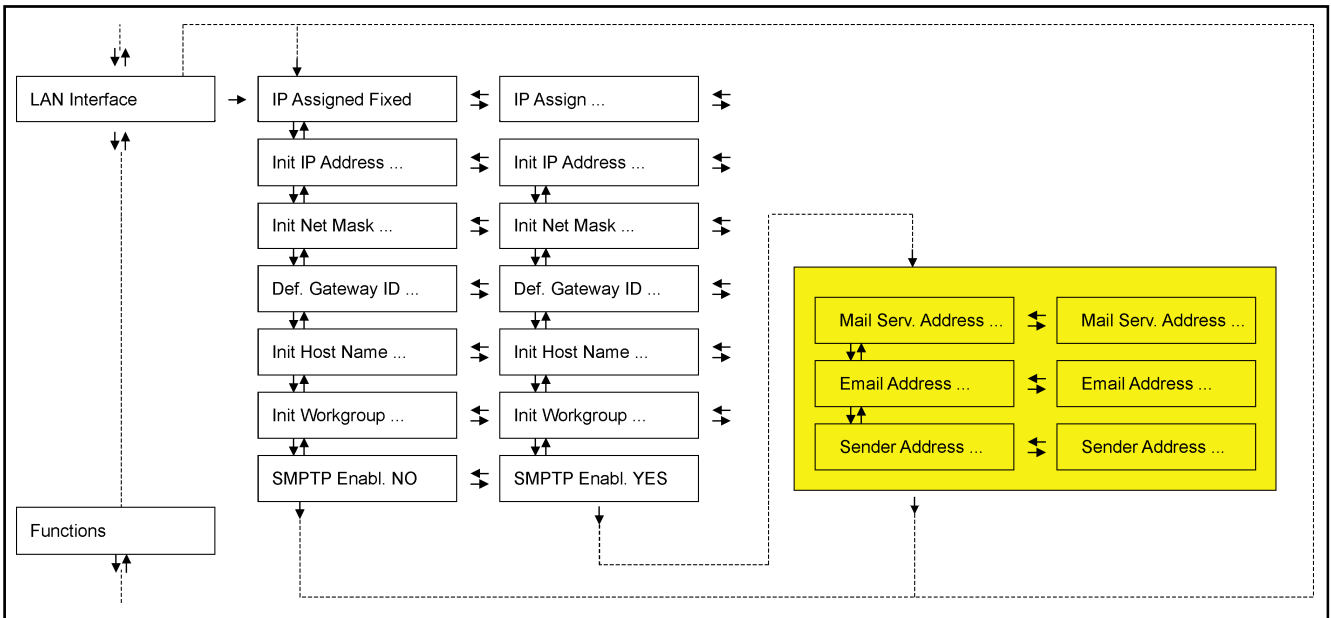 LAN Interface
IP Assigned Fixed
IP Assign ...
Init IP Address ...
Init IP Address ...
Init Net Mask ...
Init Net Mask ...
Def. Gateway ID ...
Def. Gateway ID ...
Init Host Name ...
Init Host Name ...
Init Workgroup ...
Init Workgroup ...
SMPTP Enabl. NO
SMPTP Enabl. YES
Mail Serv. Address ...
Mail Serv. Address ...
Email Address ...
Email Address ...
Sender Address ...
Sender Address ...
Functions